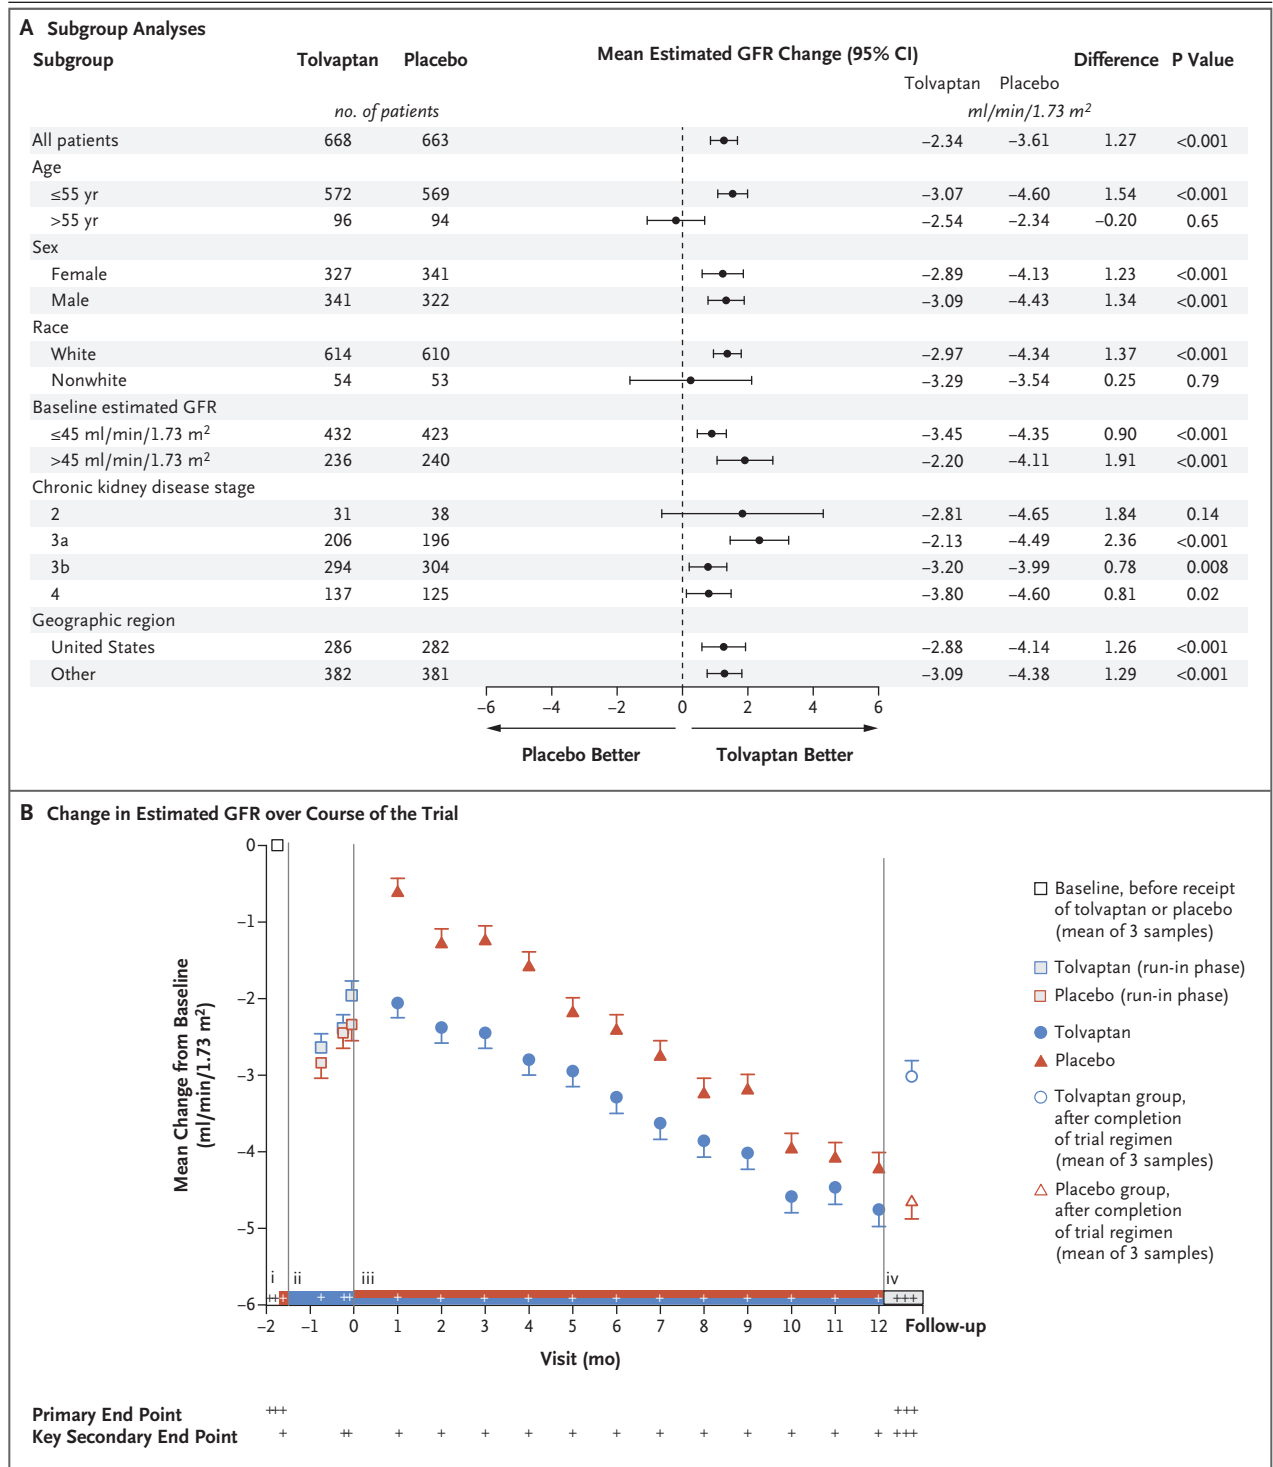 A Subgroup Analyses
Subgroup Tolvaptan Placebo Mean Estimated GFR Change (95% CI) Difference P Value
Tolvaptan Placebo
no. of patients ml/min/1.73 m²
All patients 668 663 −2.34 −3.61 1.27 <0.001
Age
≤55 yr 572 569 −3.07 −4.60 1.54 <0.001
>55 yr 96 94 −2.54 −2.34 −0.20 0.65
Sex
Female 327 341 −2.89 −4.13 1.23 <0.001
Male 341 322 −3.09 −4.43 1.34 <0.001
Race
White 614 610 −2.97 −4.34 1.37 <0.001
Nonwhite 54 53 −3.29 −3.54 0.25 0.79
Baseline estimated GFR
≤45 ml/min/1.73 m² 432 423 −3.45 −4.35 0.90 <0.001
>45 ml/min/1.73 m² 236 240 −2.20 −4.11 1.91 <0.001
Chronic kidney disease stage
2 31 38 −2.81 −4.65 1.84 0.14
3a 206 196 −2.13 −4.49 2.36 <0.001
3b 294 304 −3.20 −3.99 0.78 0.008
4 137 125 −3.80 −4.60 0.81 0.02
Geographic region
United States 286 282 −2.88 −4.14 1.26 <0.001
Other 382 381 −3.09 −4.38 1.29 <0.001
−6 −4 −2 0 2 4 6
Placebo Better Tolvaptan Better
B Change in Estimated GFR over Course of the Trial
Mean Change from Baseline
(ml/min/1.73 m²)
0
−1
−2
−3
−4
−5
−6
i ii iii iv
+++ + ++ + + + + + + + + + + + + +++
−2 −1 0 1 2 3 4 5 6 7 8 9 10 11 12 Follow-up
Visit (mo)
Baseline, before receipt
of tolvaptan or placebo
(mean of 3 samples)
Tolvaptan (run-in phase)
Placebo (run-in phase)
Tolvaptan
Placebo
Tolvaptan group,
after completion
of trial regimen
(mean of 3 samples)
Placebo group,
after completion
of trial regimen
(mean of 3 samples)
Primary End Point +++ +++
Key Secondary End Point + ++ + + + + + + + + + + + + +++